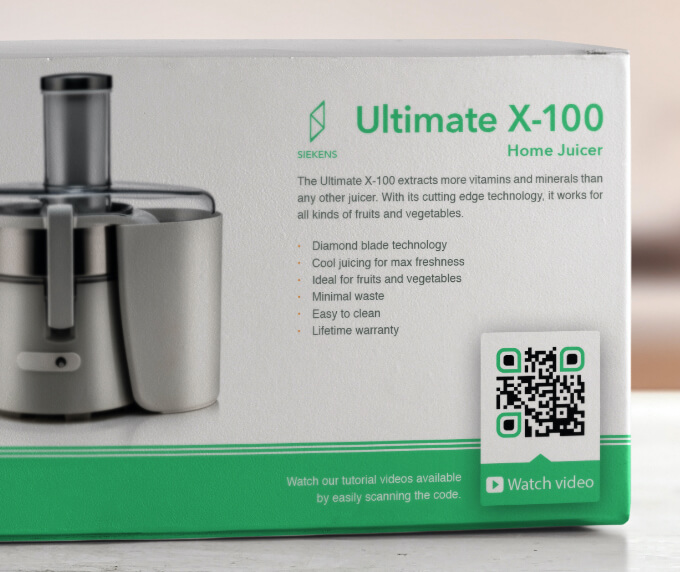 Ultimate X-100
SIEKENS
Home Juicer
The Ultimate X-100 extracts more vitamins and minerals than
any other juicer. With its cutting edge technology, it works for
all kinds of fruits and vegetables.
· Diamond blade technology
· Cool juicing for max freshness
· Ideal for fruits and vegetables
· Minimal waste
· Easy to clean
· Lifetime warranty
Watch our tutorial videos available
by easily scanning the code.
Watch video